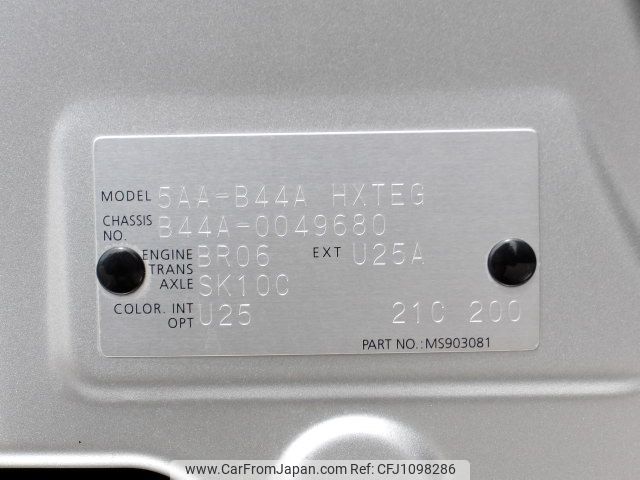 MODEL 5AA-B44A HXTEG
CHASSIS NO. B44A-0049680
ENGINE BR06 EXT U25A
TRANS AXLE SK10C
COLOR. INT U25 21C 200
OPT
PART NO.:MS903081
www.CarFromJapan.com | Ref No: CFJ1098286